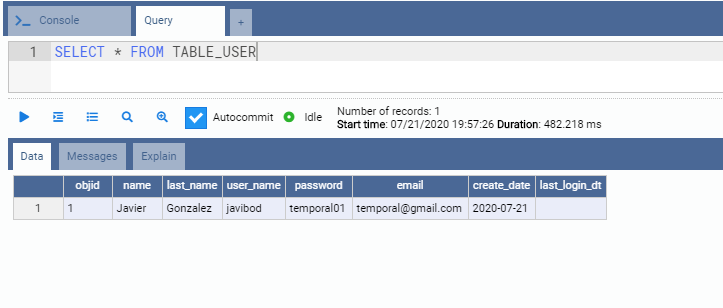 Console Query +
1 SELECT * FROM TABLE_USER
Autocommit Idle Number of records: 1
Start time: 07/21/2020 19:57:26 Duration: 482.218 ms
Data Messages Explain
objid name last_name user_name password email create_date last_login_dt
1 1 Javier Gonzalez javibod temporal01 temporal@gmail.com 2020-07-21